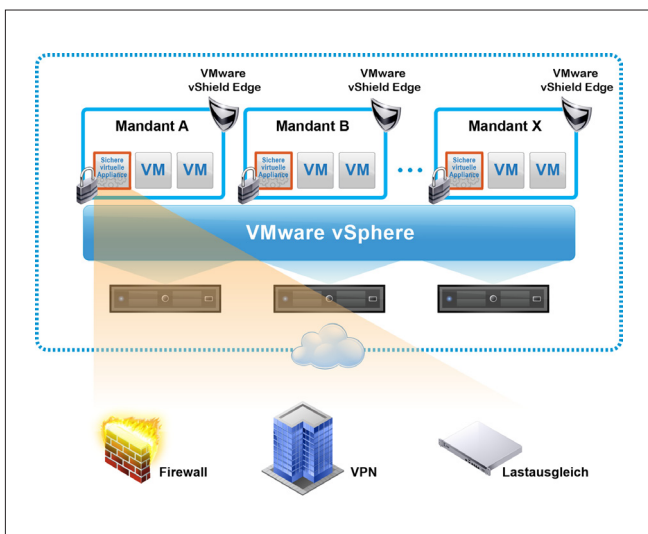 VMware
vShield Edge
VMware
vShield Edge
VMware
vShield Edge
Mandant A
Mandant B
Mandant X
Sichere
virtuelle
Appliance
VM
VM
Sichere
virtuelle
Appliance
VM
VM
Sichere
virtuelle
Appliance
VM
VM
VMware vSphere
Firewall
VPN
Lastausgleich